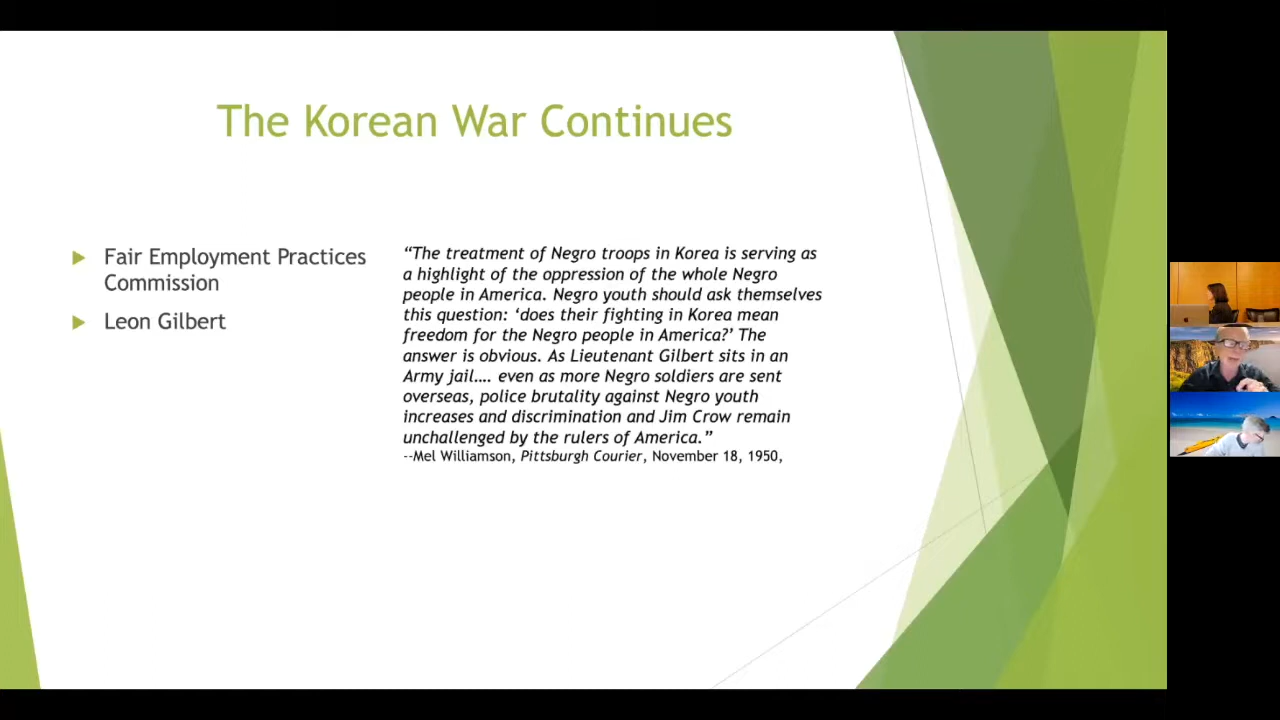 The Korean War Continues
Fair Employment Practices
Commission
Leon Gilbert
“The treatment of Negro troops in Korea is serving as
a highlight of the oppression of the whole Negro
people in America. Negro youth should ask themselves
this question: ‘does their fighting in Korea mean
freedom for the Negro people in America?’ The
answer is obvious. As Lieutenant Gilbert sits in an
Army jail…. even as more Negro soldiers are sent
overseas, police brutality against Negro youth
increases and discrimination and Jim Crow remain
unchallenged by the rulers of America.”
--Mel Williamson, Pittsburgh Courier, November 18, 1950,